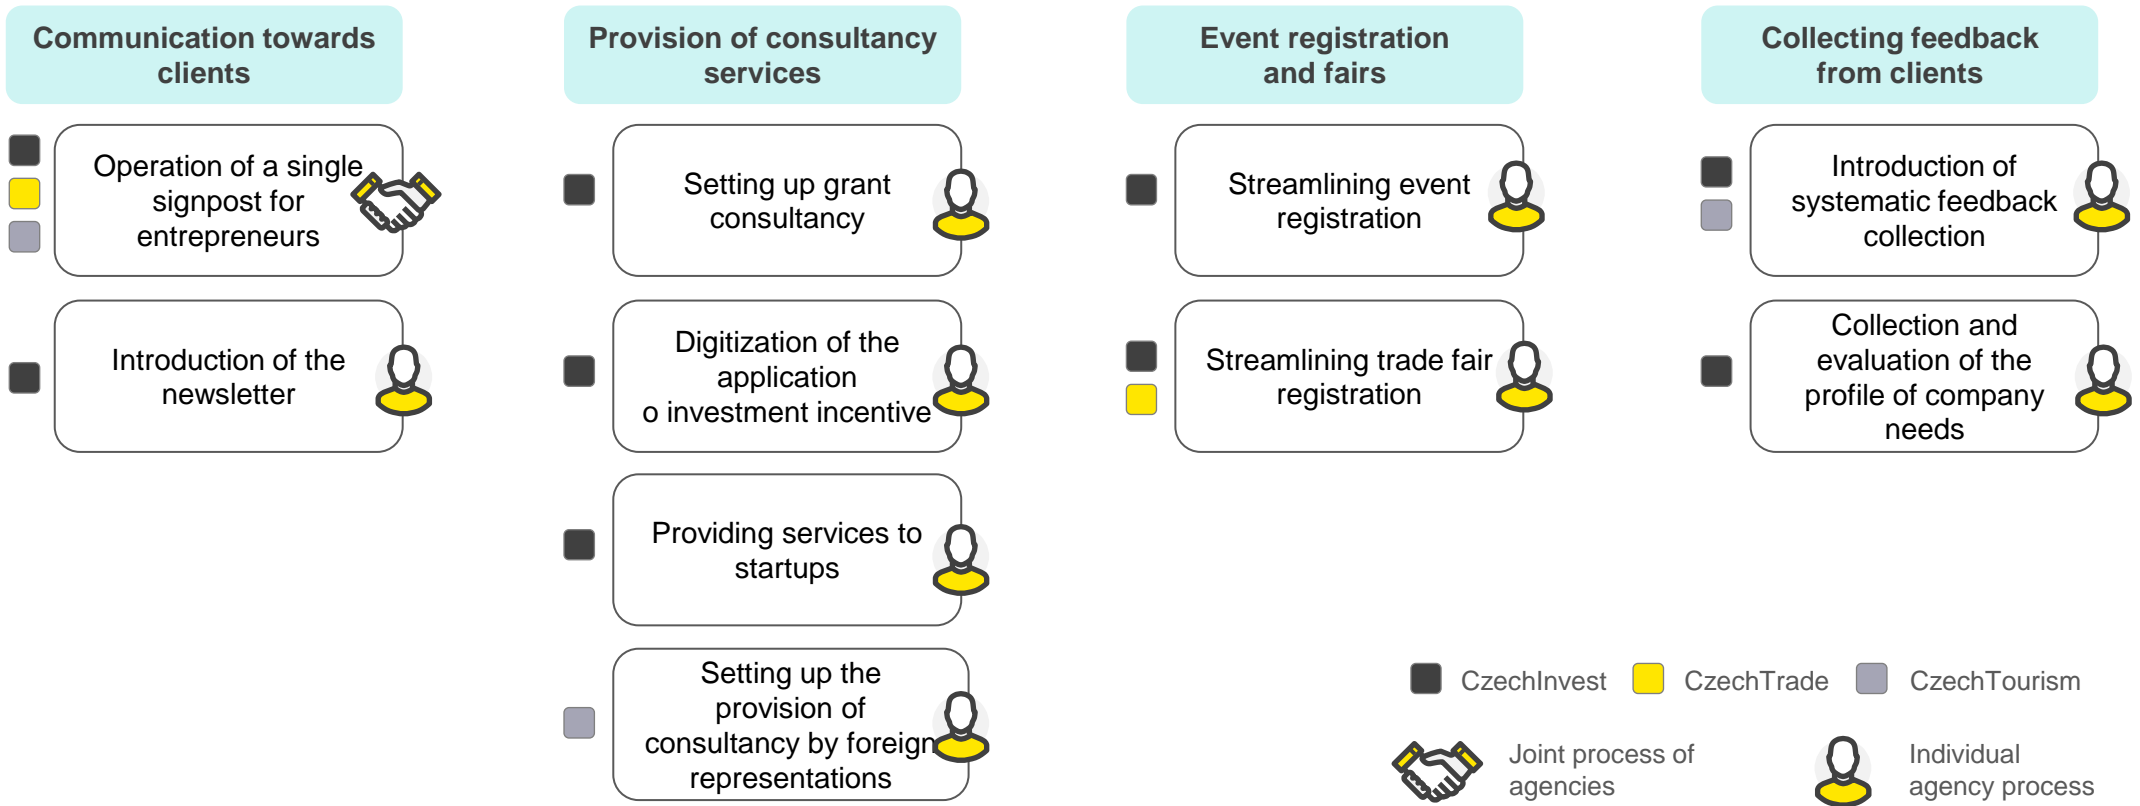 Communication towards
clients
Operation of a single
signpost for
entrepreneurs
Introduction of the
newsletter
Provision of consultancy
services
Setting up grant
consultancy
Digitization of the
application
o investment incentive
Providing services to
startups
Setting up the
provision of
consultancy by foreign
representations
Event registration
and fairs
Streamlining event
registration
Streamlining trade fair
registration
Collecting feedback
from clients
Introduction of
systematic feedback
collection
Collection and
evaluation of the
profile of company
needs
CzechInvest
CzechTrade
CzechTourism
Joint process of
agencies
Individual
agency process